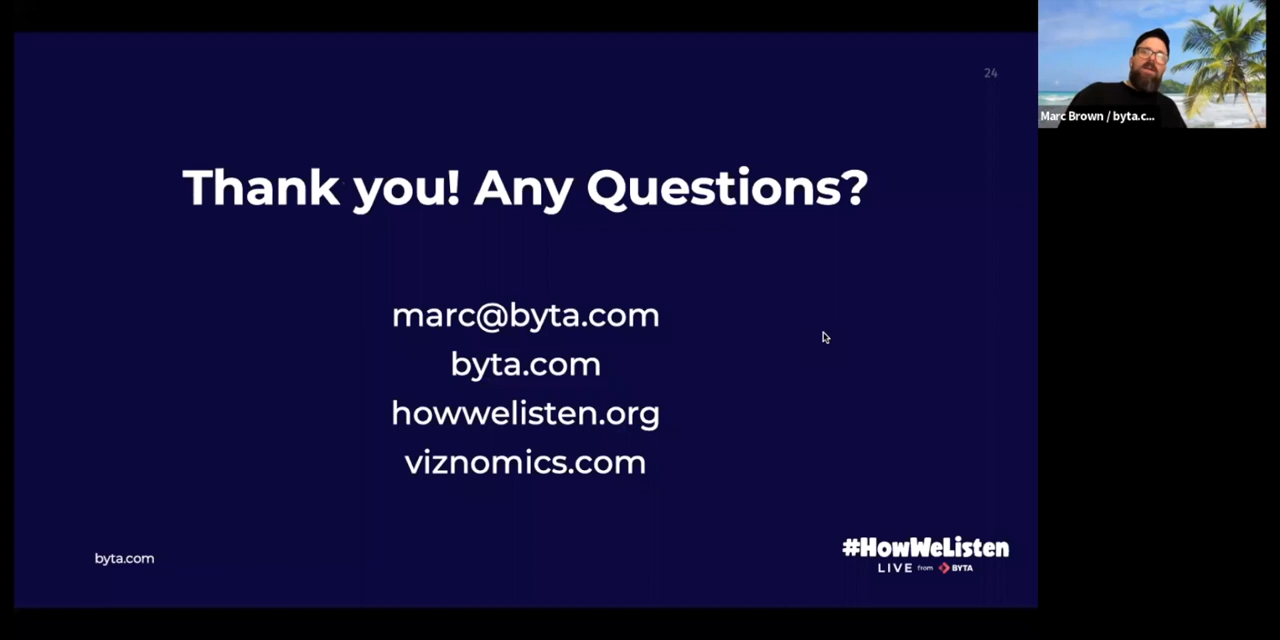 24
Marc Brown / byta.c...
Thank you! Any Questions?
marc@byta.com
byta.com
howwelisten.org
viznomics.com
byta.com
#HowWeListen
LIVE from BYTA